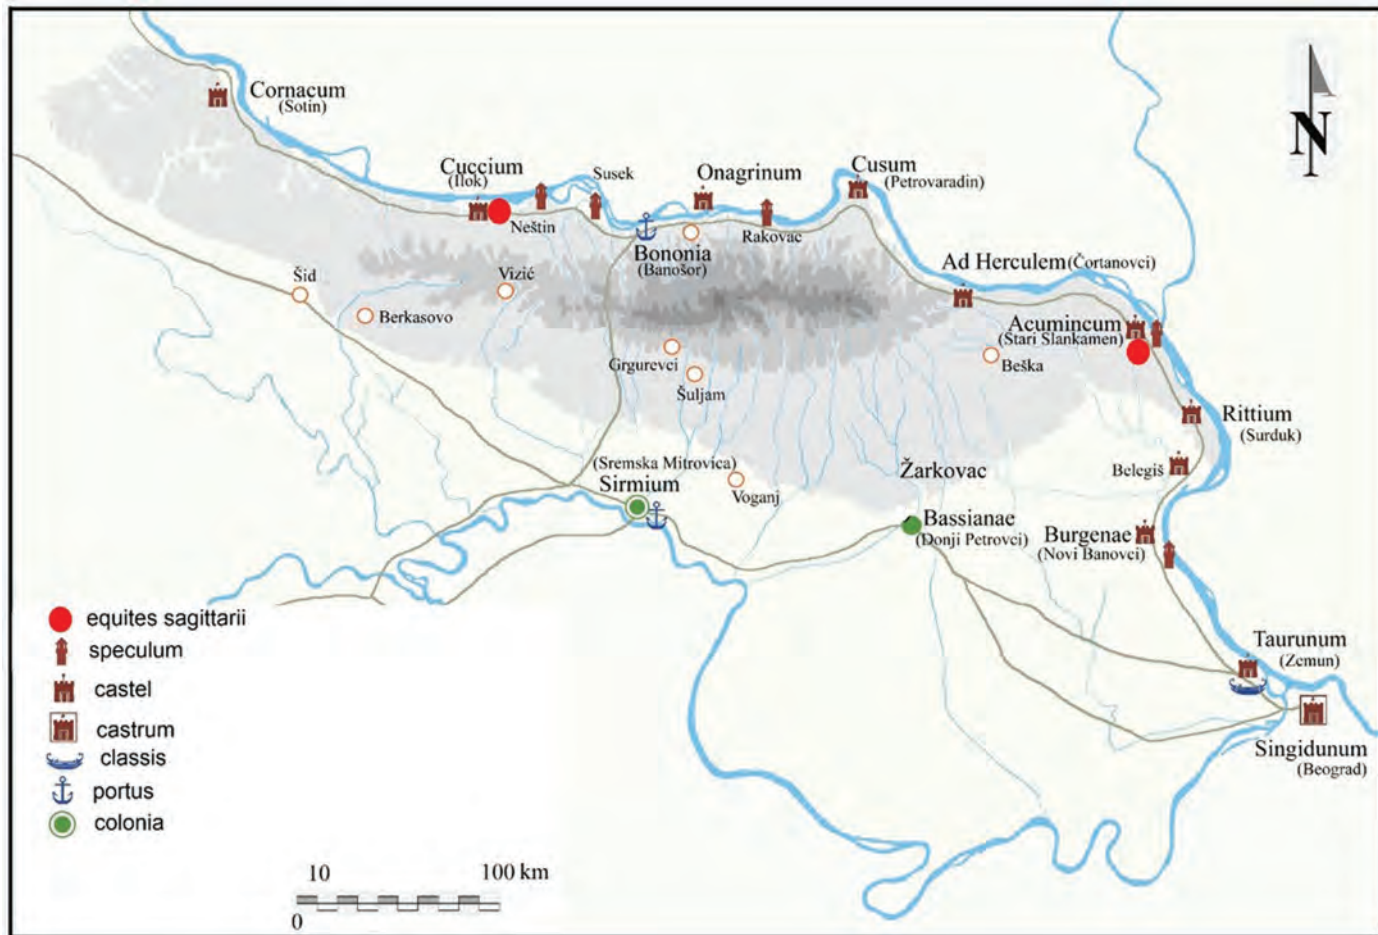 Cornacum
(Sotin)
Cuccium
(Ilok)
Neštin
Susek
Onagrinum
Cusum
(Petrovaradin)
Rakovac
Bononia
(Banošor)
Ad Herculem (Čortanovci)
Šid
Vizić
Berkasovo
Acumincum
(Stari Slankamen)
Grgurevci
Šuljam
Beška
Rittium
(Surduk)
(Sremska Mitrovica)
Sirmium
Voganj
Žarkovac
Belegiš
Bassianae
(Donji Petrovci)
Burgenae
(Novi Banovci)
Taurunum
(Zemun)
Singidunum
(Beograd)
N
equites sagittarii
speculum
castel
castrum
classis
portus
colonia
10 100 km
0